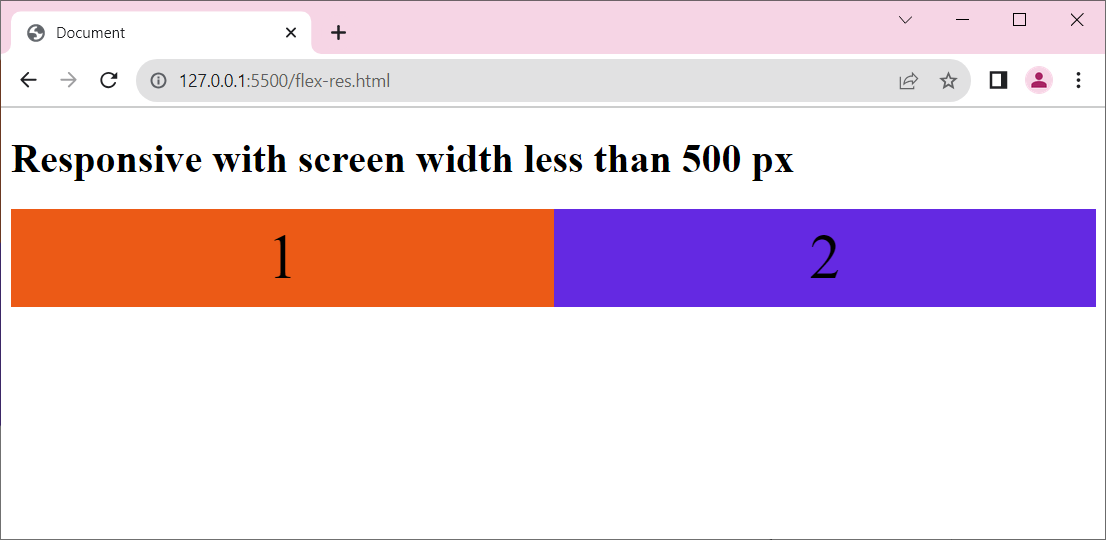 Document
127.0.0.1:5500/flex-res.html
Responsive with screen width less than 500 px
1 2